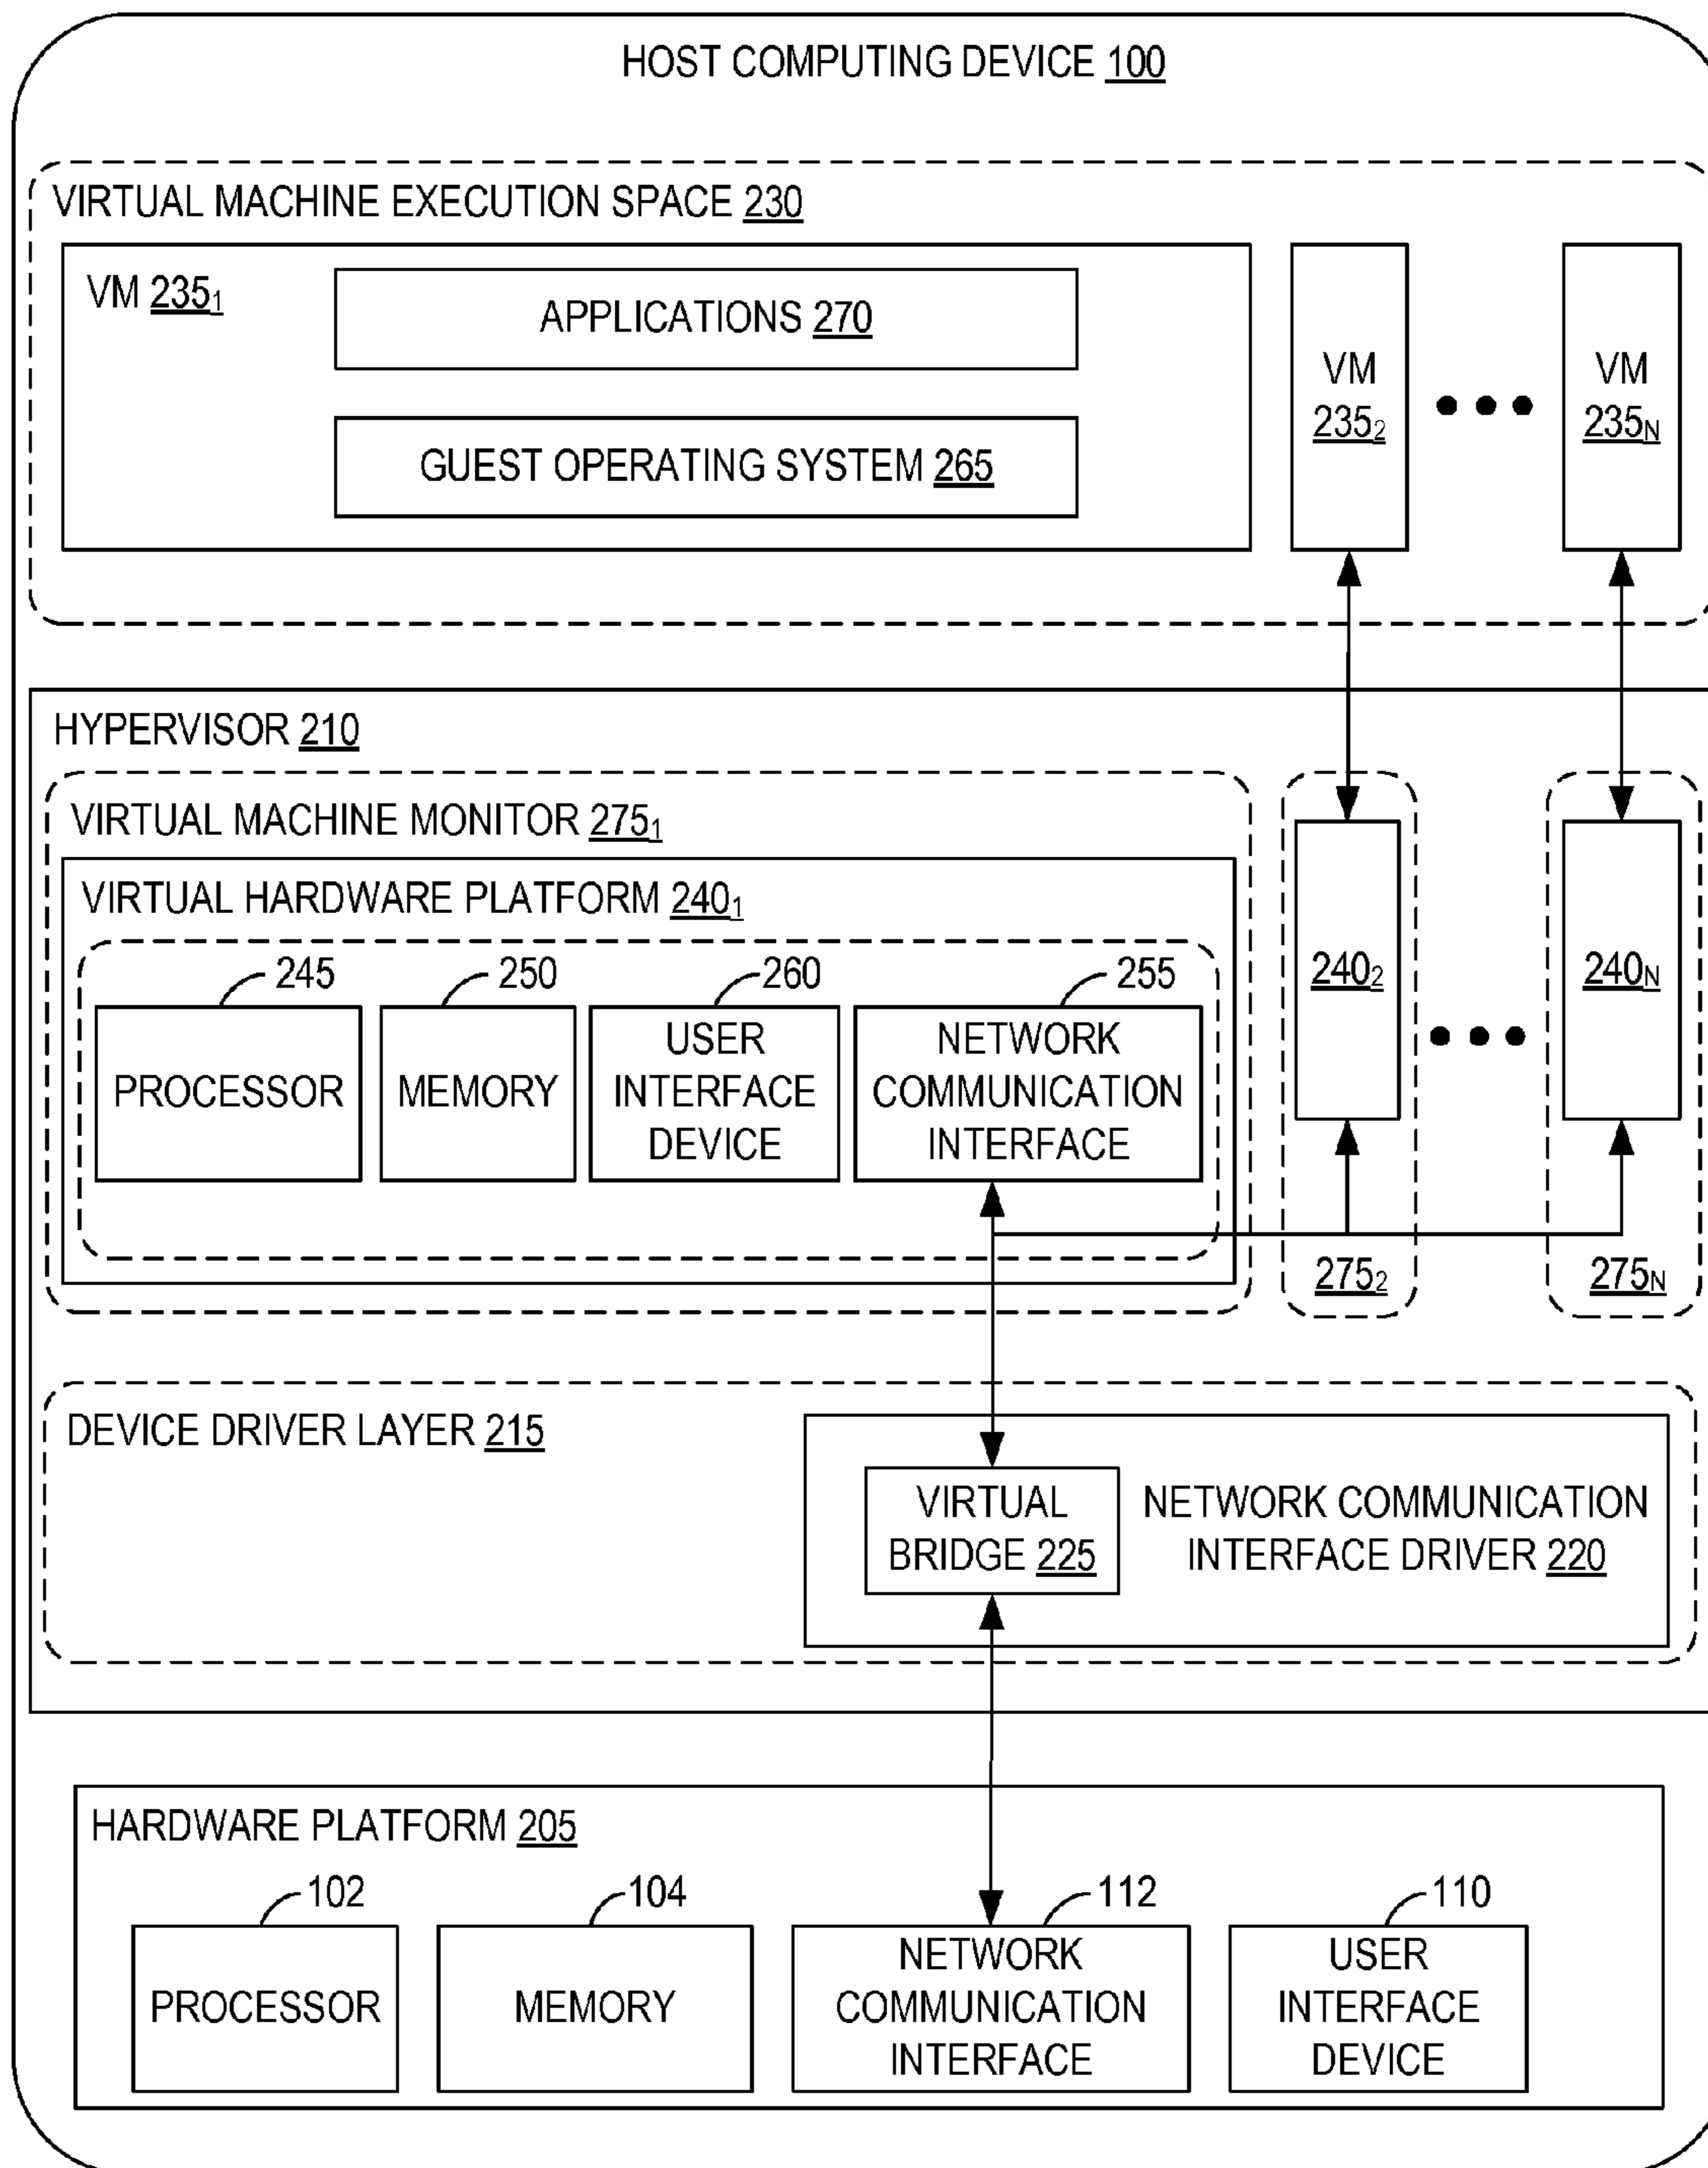 HOST COMPUTING DEVICE 100
VIRTUAL MACHINE EXECUTION SPACE 230
VM 235₁
APPLICATIONS 270
GUEST OPERATING SYSTEM 265
VM
235₂
VM
235N
HYPERVISOR 210
VIRTUAL MACHINE MONITOR 275₁
VIRTUAL HARDWARE PLATFORM 240₁
245
PROCESSOR
250
MEMORY
260
USER
INTERFACE
DEVICE
255
NETWORK
COMMUNICATION
INTERFACE
240₂
240N
275₂
275N
DEVICE DRIVER LAYER 215
VIRTUAL
BRIDGE 225
NETWORK COMMUNICATION
INTERFACE DRIVER 220
HARDWARE PLATFORM 205
102
PROCESSOR
104
MEMORY
112
NETWORK
COMMUNICATION
INTERFACE
110
USER
INTERFACE
DEVICE